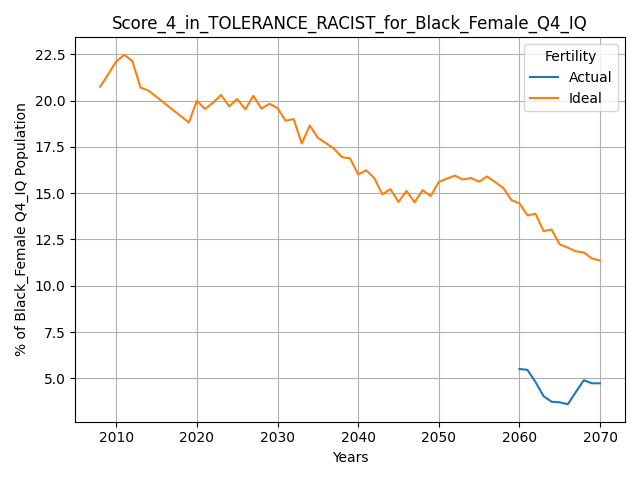 Score_4_in_TOLERANCE_RACIST_for_Black_Female_Q4_IQ
% of Black_Female Q4_IQ Population
22.5
20.0
17.5
15.0
12.5
10.0
7.5
5.0
Fertility
Actual
Ideal
2010 2020 2030 2040 2050 2060 2070
Years